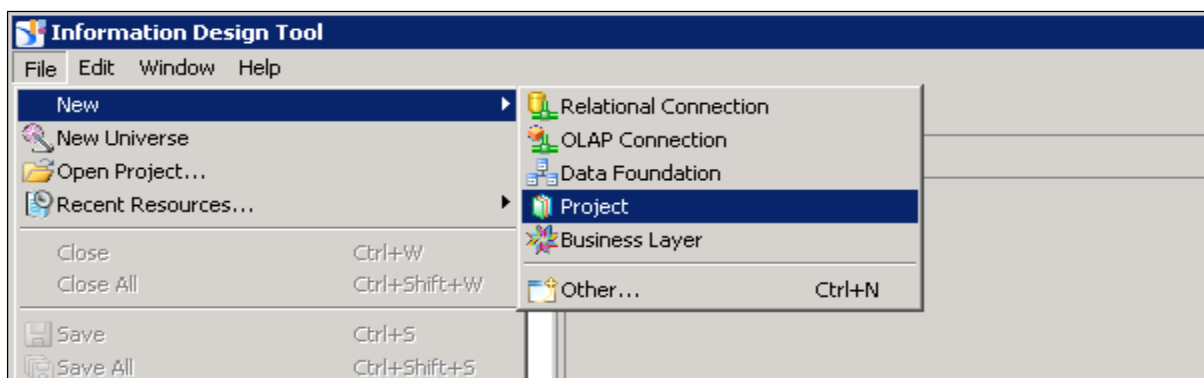 Information Design Tool
File Edit Window Help
New
New Universe
Open Project...
Recent Resources...
Close Ctrl+W
Close All Ctrl+Shift+W
Save Ctrl+S
Save All Ctrl+Shift+S
Relational Connection
OLAP Connection
Data Foundation
Project
Business Layer
Other... Ctrl+N